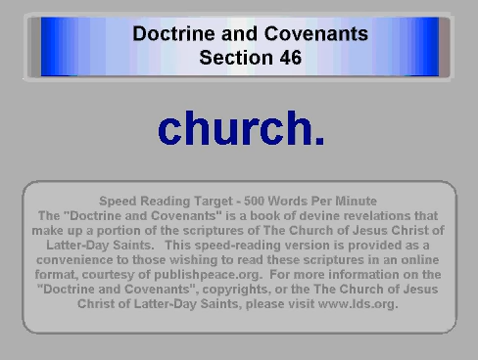 Doctrine and Covenants
Section 46
church.
Speed Reading Target - 500 Words Per Minute
The "Doctrine and Covenants" is a book of devine revelations that
make up a portion of the scriptures of The Church of Jesus Christ of
Latter-Day Saints.   This speed-reading version is provided as a
convenience to those wishing to read these scriptures in an online
format, courtesy of publishpeace.org.  For more information on the
"Doctrine and Covenants", copyrights, or the The Church of Jesus
Christ of Latter-Day Saints, please visit www.lds.org.